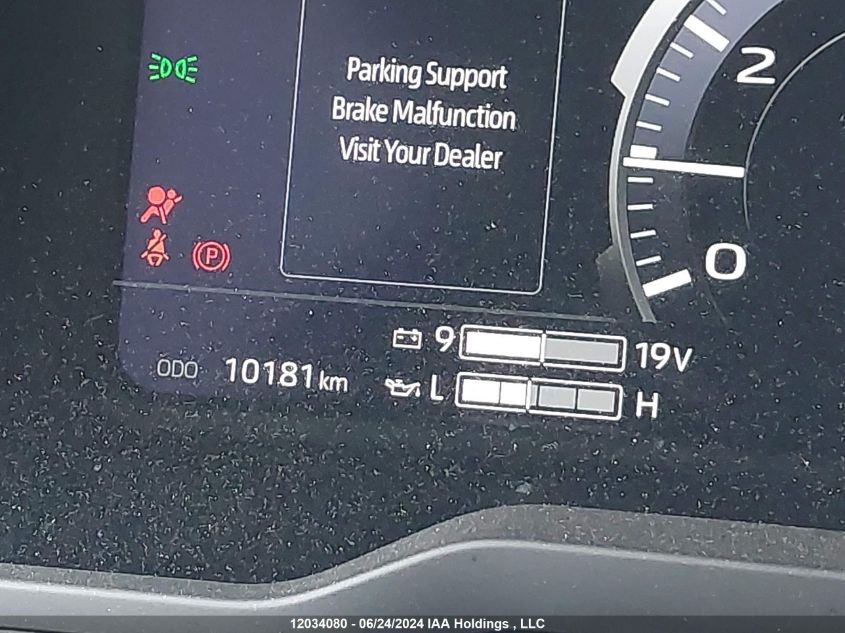 Parking Support
Brake Malfunction
Visit Your Dealer
2
0
P
9 19V
ODO 10181 km
L H
12034080 - 06/24/2024 IAA Holdings , LLC